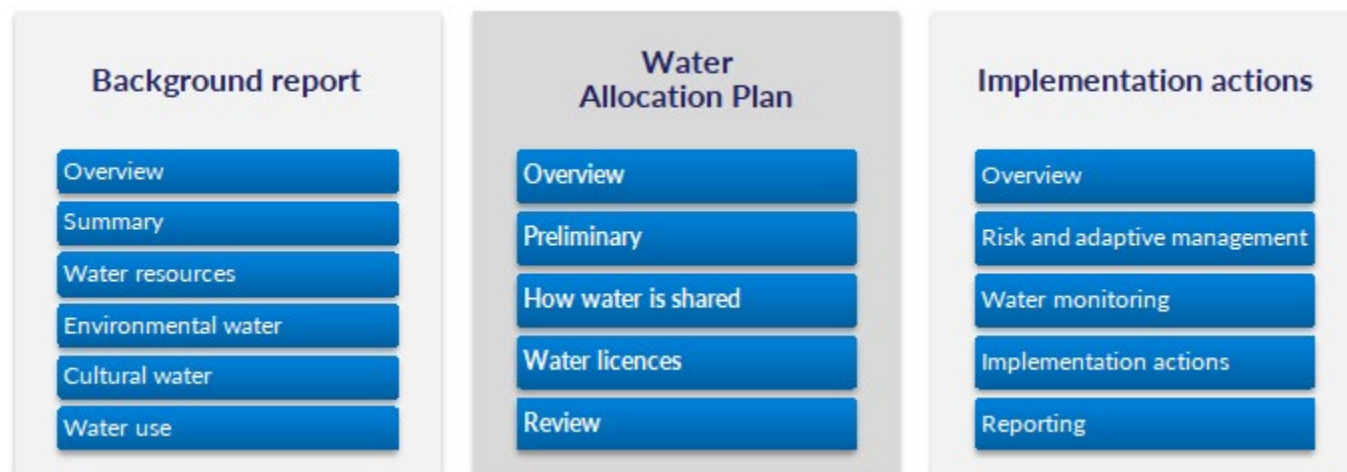 Background report
Overview
Summary
Water resources
Environmental water
Cultural water
Water use
Water
Allocation Plan
Overview
Preliminary
How water is shared
Water licences
Review
Implementation actions
Overview
Risk and adaptive management
Water monitoring
Implementation actions
Reporting